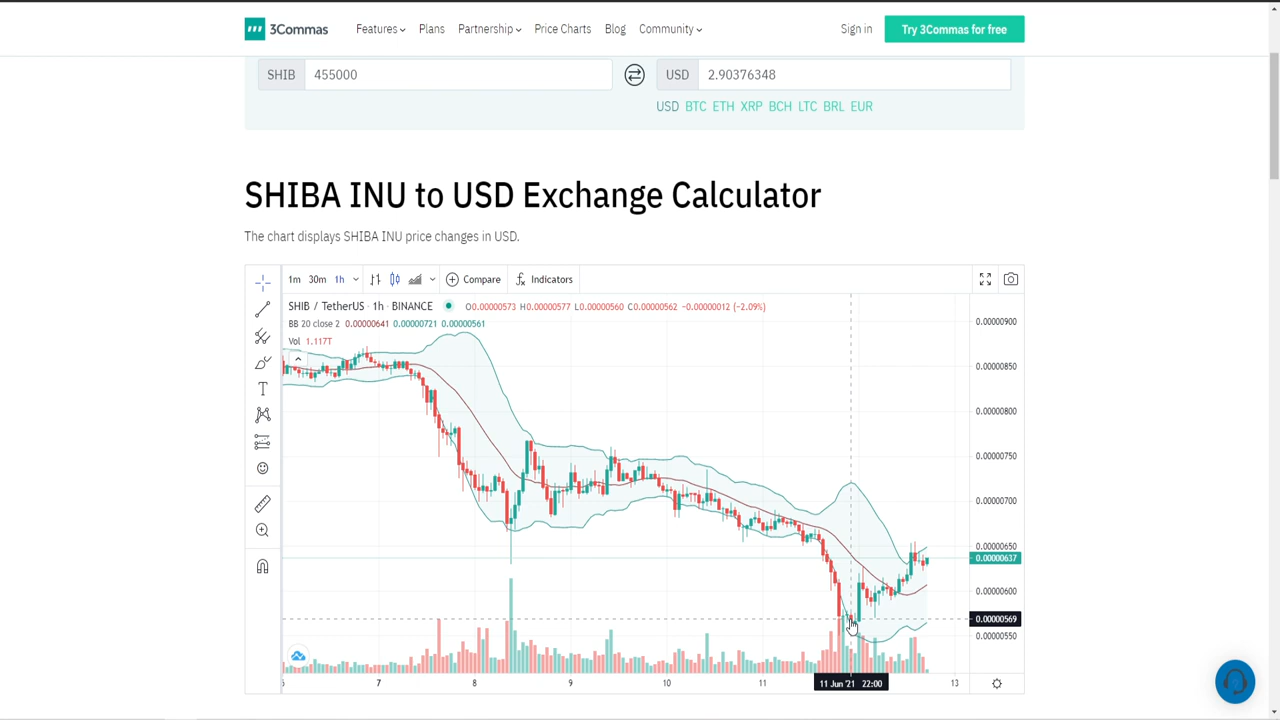 3Commas Features Plans Partnership Price Charts Blog Community Sign in Try 3Commas for free
SHIB 455000 USD 2.90376348
USD BTC ETH XRP BCH LTC BRL EUR
SHIBA INU to USD Exchange Calculator
The chart displays SHIBA INU price changes in USD.
1m 30m 1h Compare Indicators
SHIB / TetherUS · 1h · BINANCE O0.00000573 H0.00000577 L0.00000560 C0.00000562 −0.00000012 (−2.09%)
BB 20 close 2 0.00000641 0.00000721 0.00000561
Vol 1.117T
0.00000900
0.00000850
0.00000800
0.00000750
0.00000700
0.00000650
0.00000637
0.00000600
0.00000569
0.00000550
6 7 8 9 10 11 11 Jun '21 22:00 13